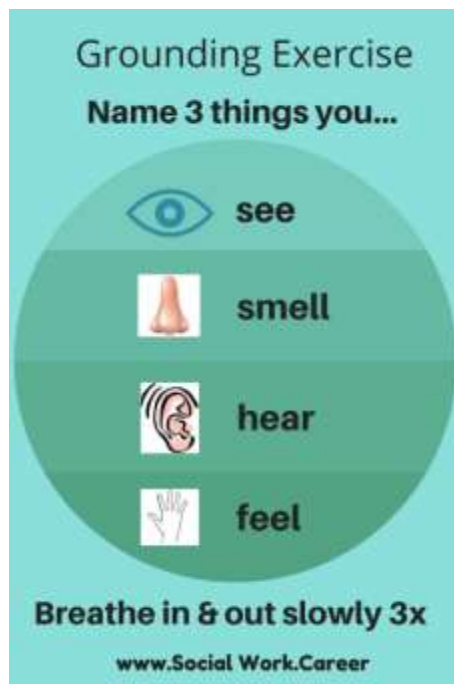 Grounding Exercise
Name 3 things you...
see
smell
hear
feel
Breathe in & out slowly 3x
www.Social Work.Career